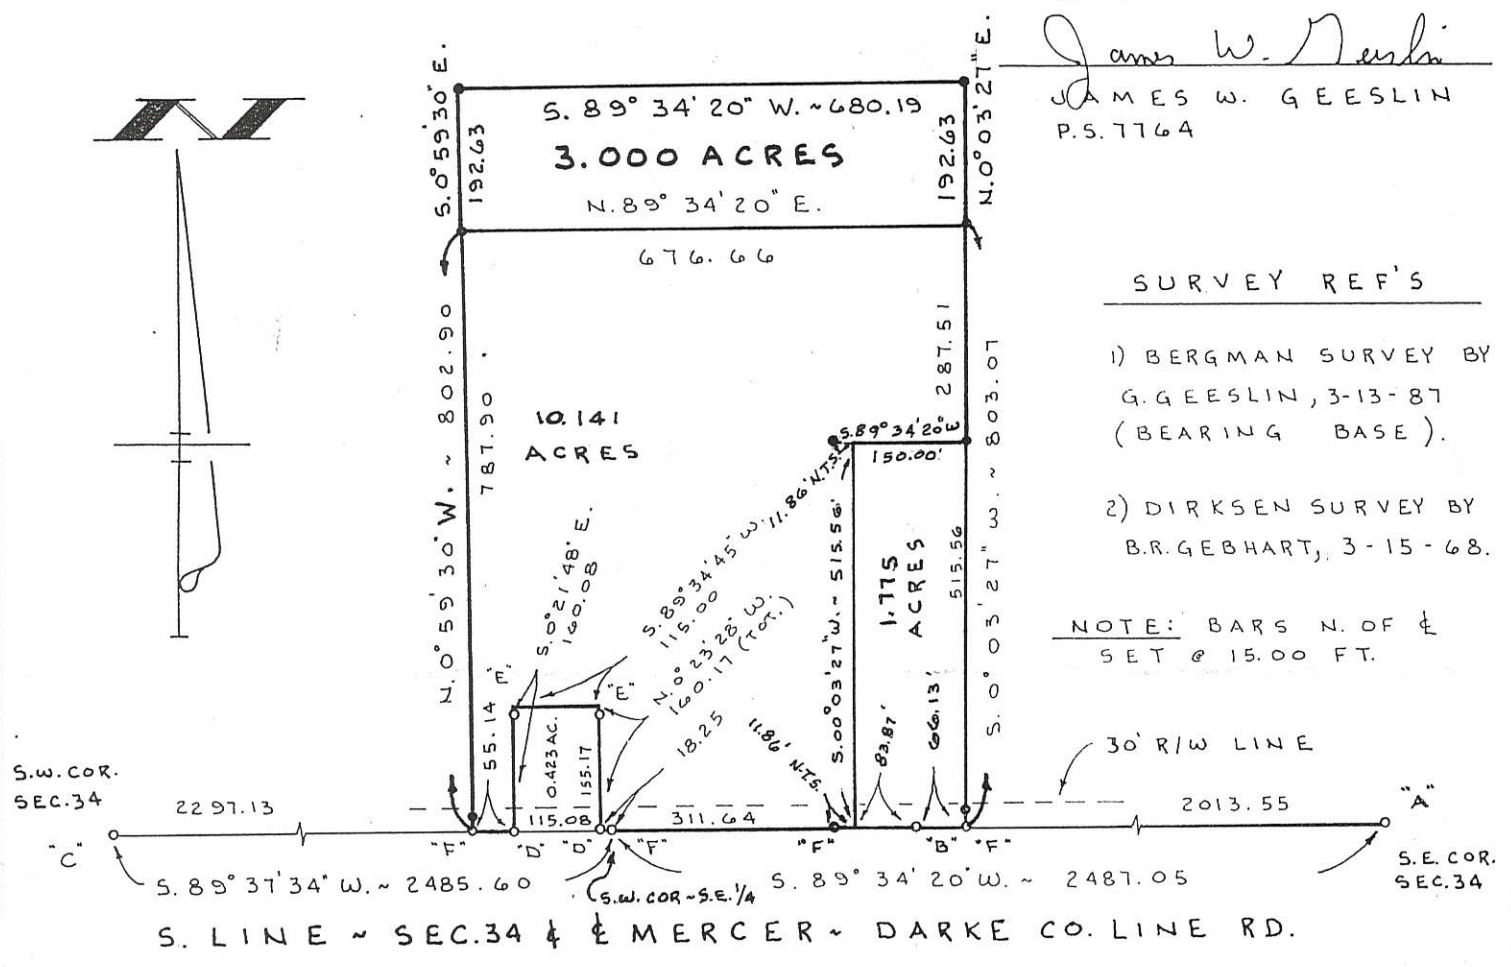 N
James W. Geeslin
JAMES W. GEESLIN
P.S. 7764
S. 0° 59' 30" E.
192.63
S. 89° 34' 20" W. ~ 680.19
3.000 ACRES
N. 89° 34' 20" E.
676.66
192.63
N. 0° 03' 27" E.
SURVEY REF'S
1) BERGMAN SURVEY BY
G. GEESLIN, 3-13-87
(BEARING BASE).
2) DIRKSEN SURVEY BY
B.R. GEBHART, 3-15-68.
NOTE: BARS N. OF ℄
SET @ 15.00 FT.
N. 0° 59' 30" W. ~ 802.90
787.90
10.141
ACRES
287.51
S. 0° 03' 27" W. ~ 803.07
S. 89° 34' 20" W
150.00'
11.86' N.T.S.
S. 00° 03' 27" W. ~ 515.56'
1.775
ACRES
515.56
S. 0° 21' 48" E.
160.08
S. 89° 34' 45" W.
115.00
N. 0° 23' 28" W.
160.17 (TOT.)
18.25
11.86' N.T.S.
83.87'
66.13'
55.14
"E"
"E"
0.423 AC.
155.17
30' R/W LINE
S.W. COR.
SEC. 34
2297.13
115.08
311.64
2013.55
"A"
"C"
"F"
"D"
"D"
"F"
"F"
"B"
"F"
S.E. COR.
SEC. 34
S. 89° 37' 34" W. ~ 2485.60
S.W. COR ~ S.E. 1/4
S. 89° 34' 20" W. ~ 2487.05
S. LINE ~ SEC. 34 & ℄ MERCER ~ DARKE CO. LINE RD.